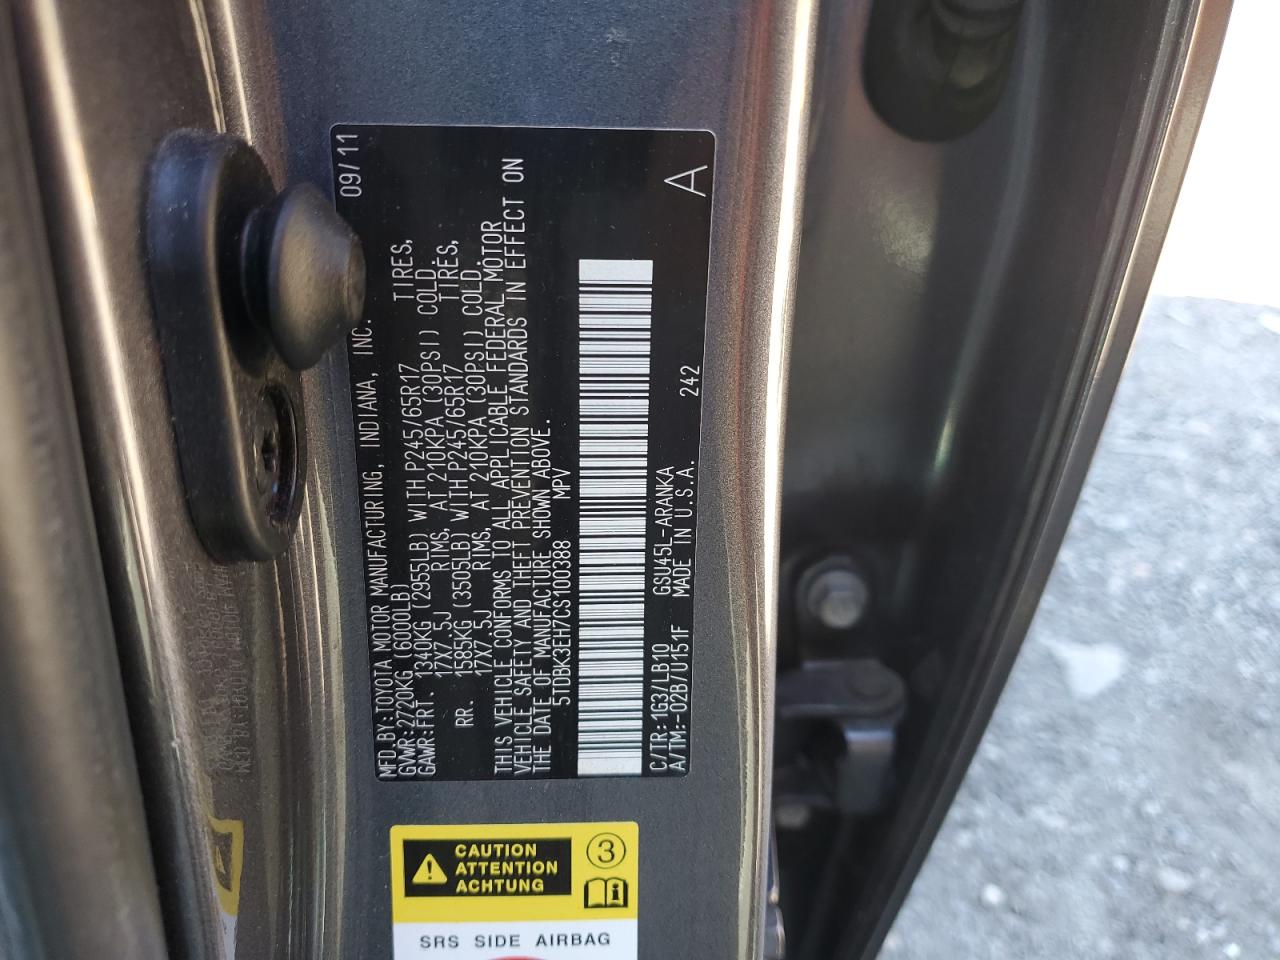 MFD.BY:TOYOTA MOTOR MANUFACTURING, INDIANA, INC. 09/11
GVWR:2720KG (6000LB)
GAWR:FRT. 1340KG (2955LB) WITH P245/65R17 TIRES,
17X7.5J RIMS, AT 210KPA (30PSI) COLD.
RR. 1585KG (3505LB) WITH P245/65R17 TIRES,
17X7.5J RIMS, AT 210KPA (30PSI) COLD.
THIS VEHICLE CONFORMS TO ALL APPLICABLE FEDERAL MOTOR
VEHICLE SAFETY AND THEFT PREVENTION STANDARDS IN EFFECT ON
THE DATE OF MANUFACTURE SHOWN ABOVE.
5TDBK3EH7CS100388 MPV
C/TR:1G3/LB10 GSU45L-ARANKA
A/TM:-02B/U151F MADE IN U.S.A. 242 A
CAUTION
ATTENTION
ACHTUNG
3
SRS SIDE AIRBAG